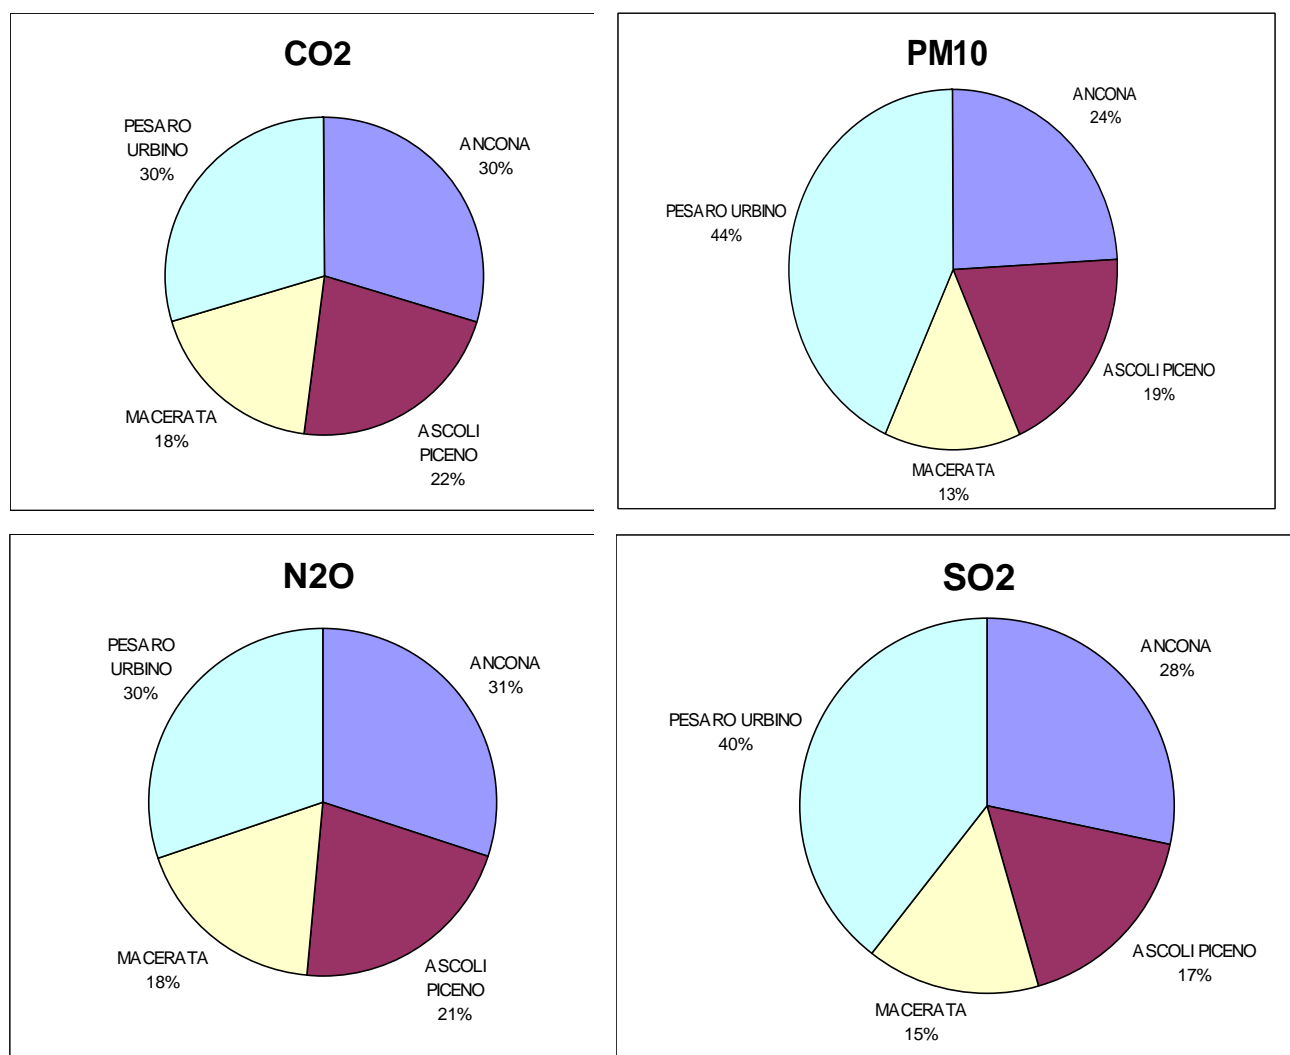 CO2
PESARO
URBINO
30%
ANCONA
30%
MACERATA
18%
ASCOLI
PICENO
22%
PM10
ANCONA
24%
PESARO URBINO
44%
ASCOLI PICENO
19%
MACERATA
13%
N2O
PESARO
URBINO
30%
ANCONA
31%
MACERATA
18%
ASCOLI
PICENO
21%
SO2
ANCONA
28%
PESARO URBINO
40%
ASCOLI PICENO
17%
MACERATA
15%